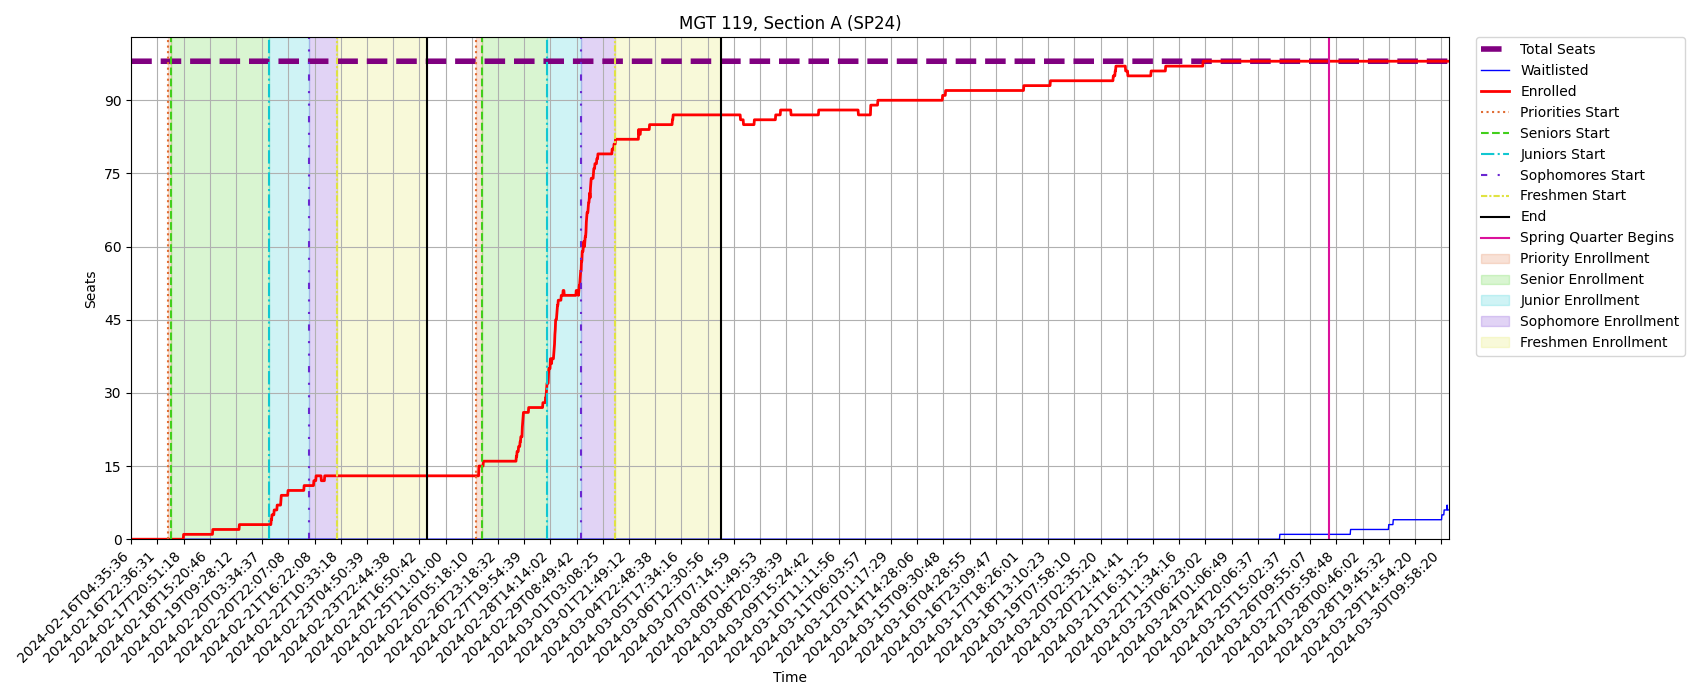 MGT 119, Section A (SP24)
Seats
90
75
60
45
30
15
0
2024-02-16T04:35:36
2024-02-16T22:36:31
2024-02-17T20:51:18
2024-02-18T15:20:46
2024-02-19T09:28:12
2024-02-20T03:34:37
2024-02-20T22:07:08
2024-02-21T16:22:08
2024-02-22T10:33:18
2024-02-23T04:50:39
2024-02-23T22:44:38
2024-02-24T16:50:42
2024-02-25T11:01:00
2024-02-26T05:18:10
2024-02-26T23:18:32
2024-02-27T19:54:39
2024-02-28T14:14:02
2024-02-29T08:49:42
2024-03-01T03:08:25
2024-03-01T21:49:12
2024-03-04T22:48:38
2024-03-05T17:34:16
2024-03-06T12:30:56
2024-03-07T07:14:59
2024-03-08T01:49:53
2024-03-08T20:38:39
2024-03-09T15:24:42
2024-03-10T11:11:56
2024-03-11T06:03:57
2024-03-12T01:17:29
2024-03-14T14:28:06
2024-03-15T09:30:48
2024-03-16T04:28:55
2024-03-16T23:09:47
2024-03-17T18:26:01
2024-03-18T13:10:23
2024-03-19T07:58:10
2024-03-20T02:35:20
2024-03-20T21:41:41
2024-03-21T16:31:25
2024-03-22T11:34:16
2024-03-23T06:23:02
2024-03-24T01:06:49
2024-03-24T20:06:37
2024-03-25T15:02:37
2024-03-26T09:55:07
2024-03-27T05:58:48
2024-03-28T00:46:02
2024-03-28T19:45:32
2024-03-29T14:54:20
2024-03-30T09:58:20
Time
Total Seats
Waitlisted
Enrolled
Priorities Start
Seniors Start
Juniors Start
Sophomores Start
Freshmen Start
End
Spring Quarter Begins
Priority Enrollment
Senior Enrollment
Junior Enrollment
Sophomore Enrollment
Freshmen Enrollment